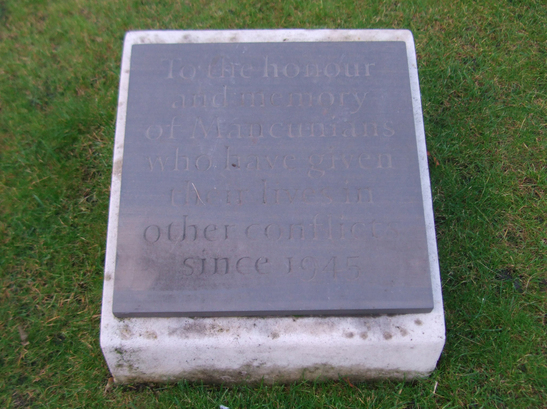 To the honour
and memory
of Mancunians
who have given
their lives in
other conflicts
since 1945